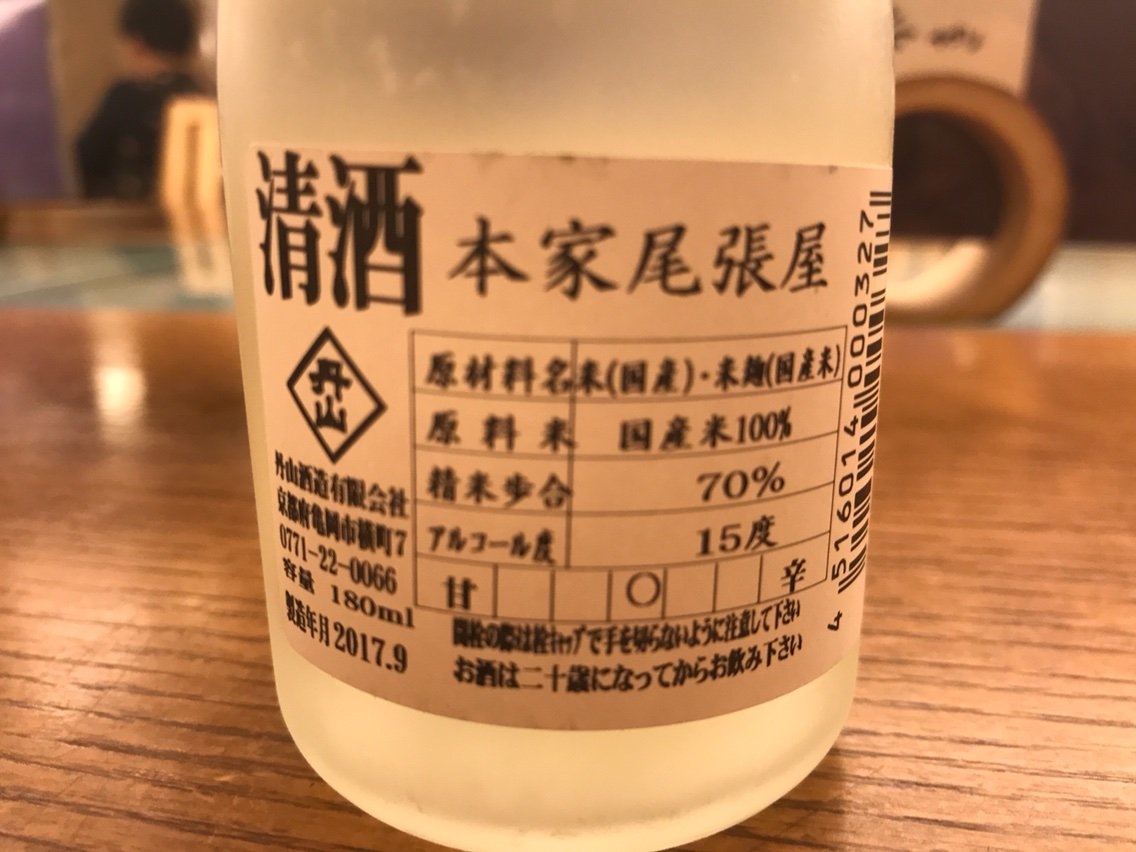 清酒 本家尾張屋
丹山
丹山酒造有限会社
京都府亀岡市横町7
0771-22-0066
容量 180ml
製造年月 2017.9
原材料名 米(国産)・米麹(国産米)
原料米 国産米100%
精米歩合 70%
アルコール度 15度
甘 ○ 辛
開栓の際は栓キャップで手を切らないように注意して下さい
お酒は二十歳になってからお飲み下さい
4 516014 000327